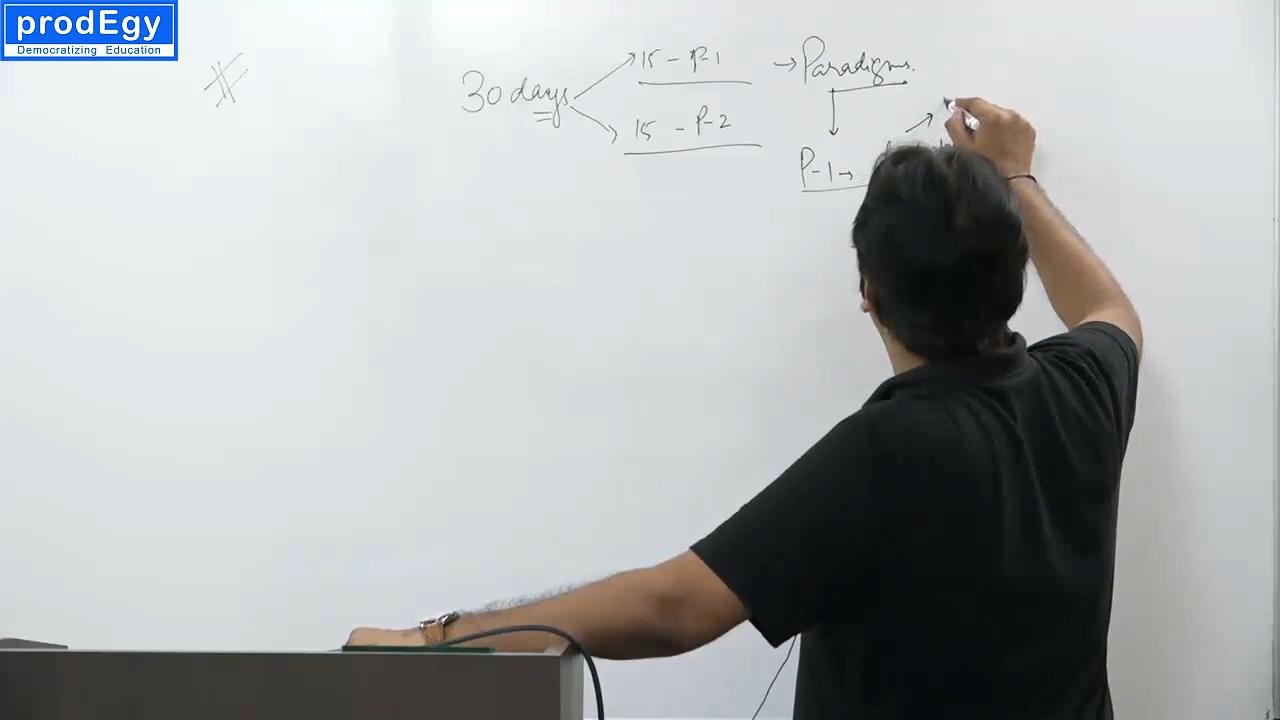 prodEgy
Democratizing Education
30 days
15 - P-1
15 - P-2
→ Paradigms.
P-1 →